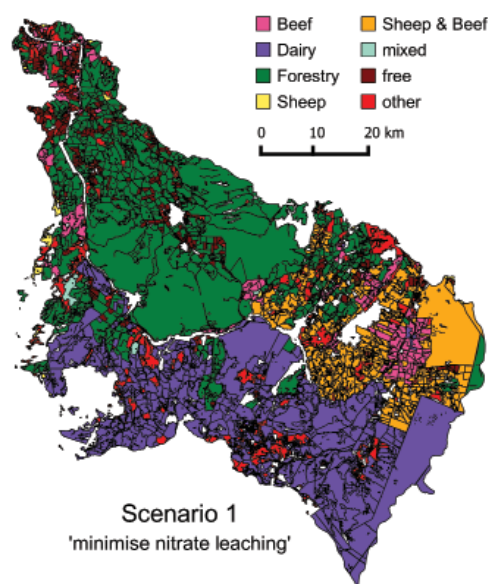 Beef
Sheep & Beef
Dairy
mixed
Forestry
free
Sheep
other
0 10 20 km
Scenario 1
'minimise nitrate leaching'